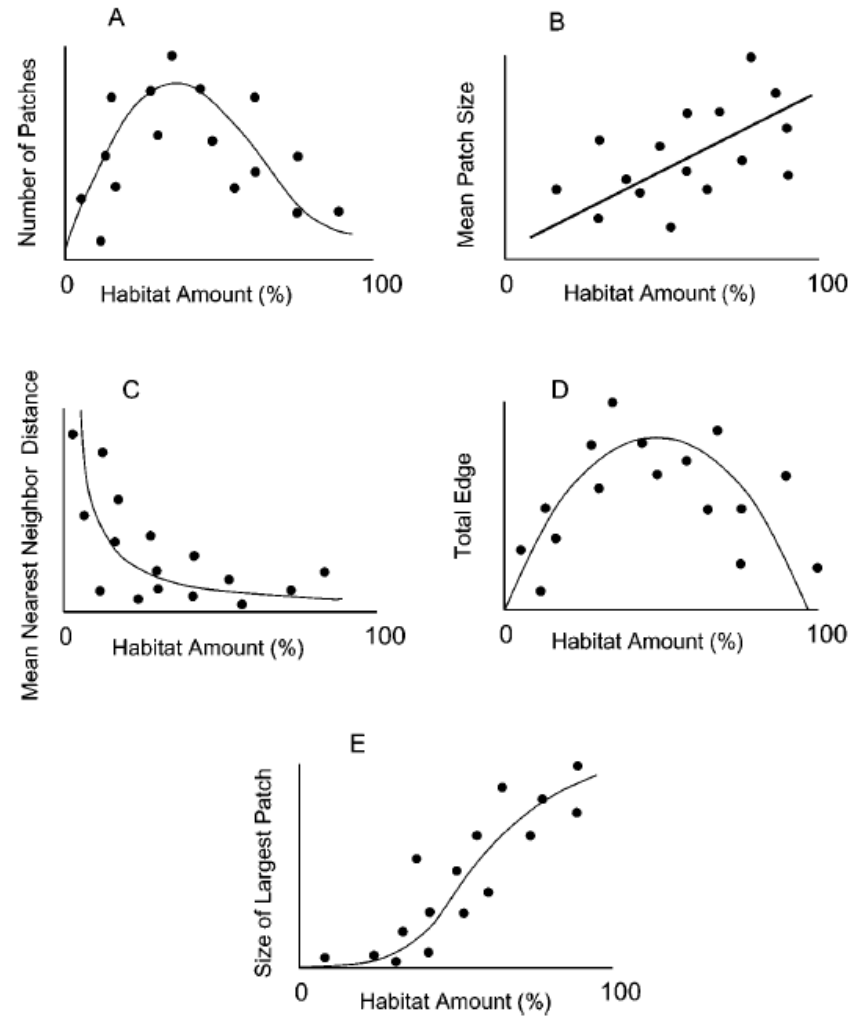 A
Number of Patches
0
100
Habitat Amount (%)
B
Mean Patch Size
0
100
Habitat Amount (%)
C
Mean Nearest Neighbor Distance
0
100
Habitat Amount (%)
D
Total Edge
0
100
Habitat Amount (%)
E
Size of Largest Patch
0
100
Habitat Amount (%)